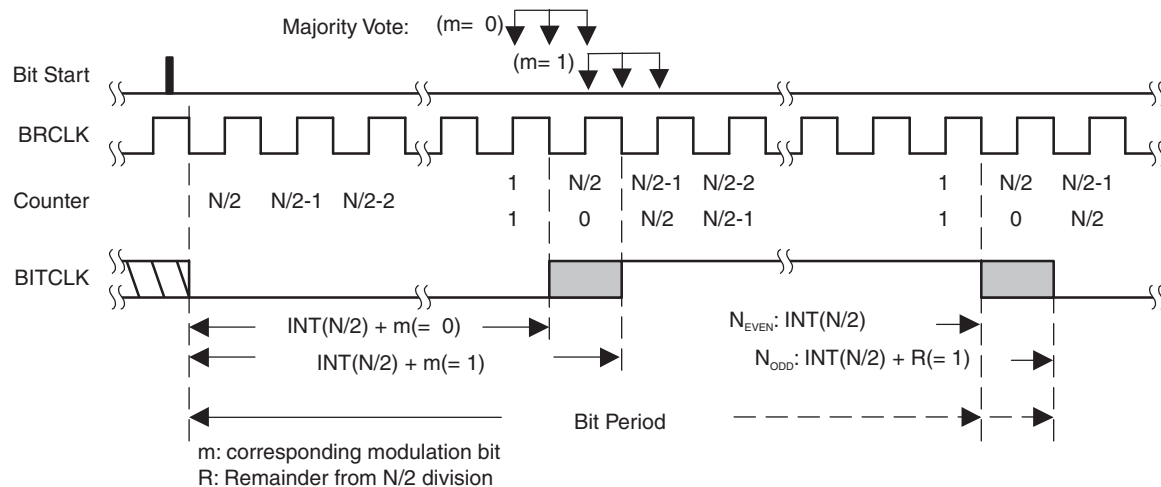 Majority Vote: (m= 0)
(m= 1)
Bit Start
BRCLK
Counter
N/2 N/2-1 N/2-2 1 N/2 N/2-1 N/2-2 1 N/2 N/2-1
1 0 N/2 N/2-1 1 0 N/2
BITCLK
INT(N/2) + m(= 0) NEVEN: INT(N/2)
INT(N/2) + m(= 1) NODD: INT(N/2) + R(= 1)
Bit Period
m: corresponding modulation bit
R: Remainder from N/2 division